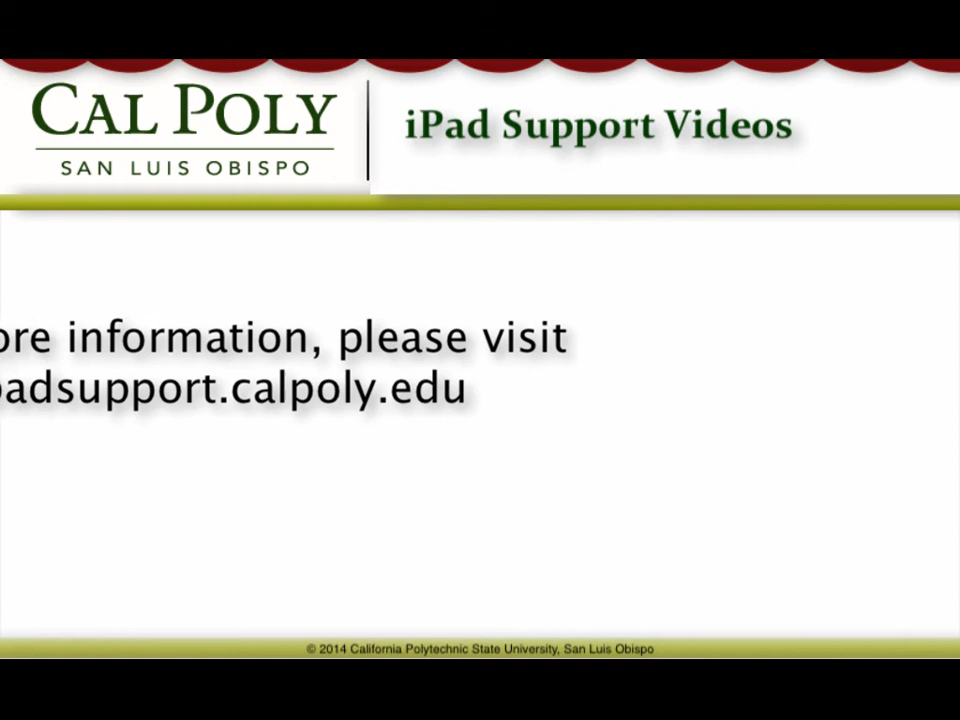 CAL POLY
SAN LUIS OBISPO
iPad Support Videos
ore information, please visit
padsupport.calpoly.edu
© 2014 California Polytechnic State University, San Luis Obispo